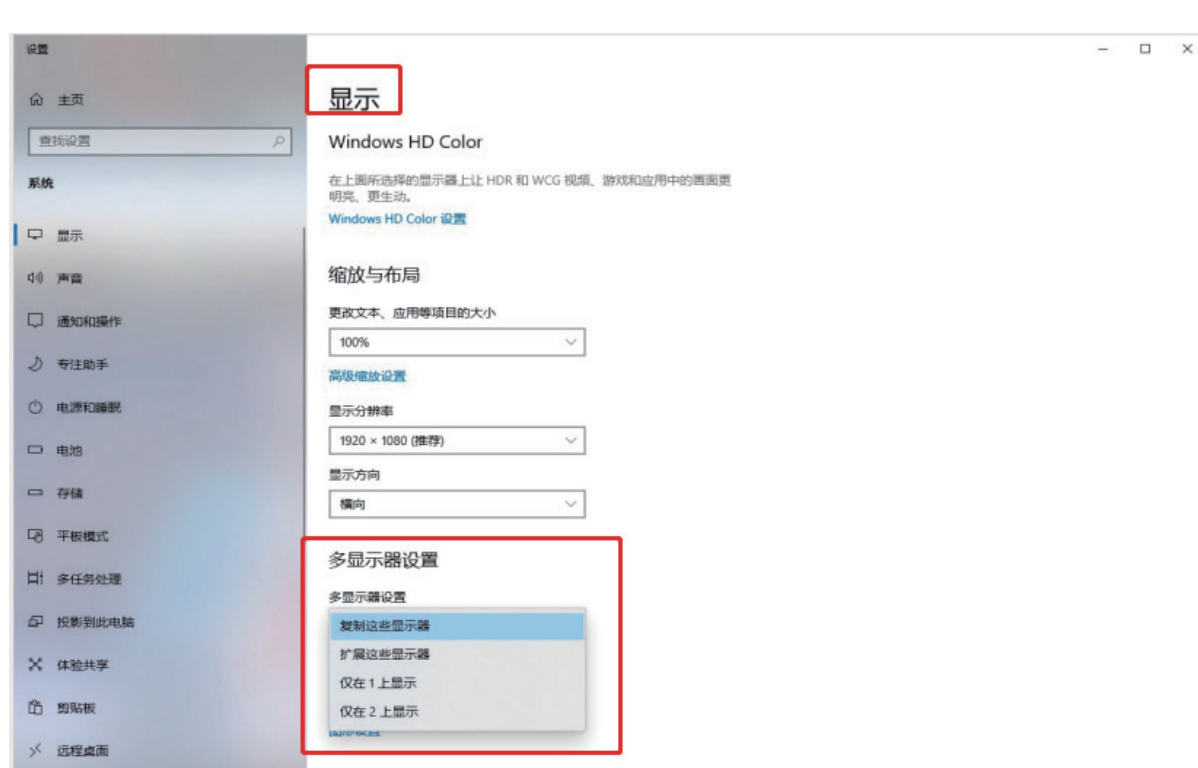 设置
主页
查找设置
系统
显示
声音
通知和操作
专注助手
电源和睡眠
电池
存储
平板模式
多任务处理
投影到此电脑
体验共享
剪贴板
远程桌面
显示
Windows HD Color
在上面所选择的显示器上让 HDR 和 WCG 视频、游戏和应用中的画面更
明亮、更生动。
Windows HD Color 设置
缩放与布局
更改文本、应用等项目的大小
100%
高级缩放设置
显示分辨率
1920 × 1080 (推荐)
显示方向
横向
多显示器设置
多显示器设置
复制这些显示器
扩展这些显示器
仅在 1 上显示
仅在 2 上显示
图形设置